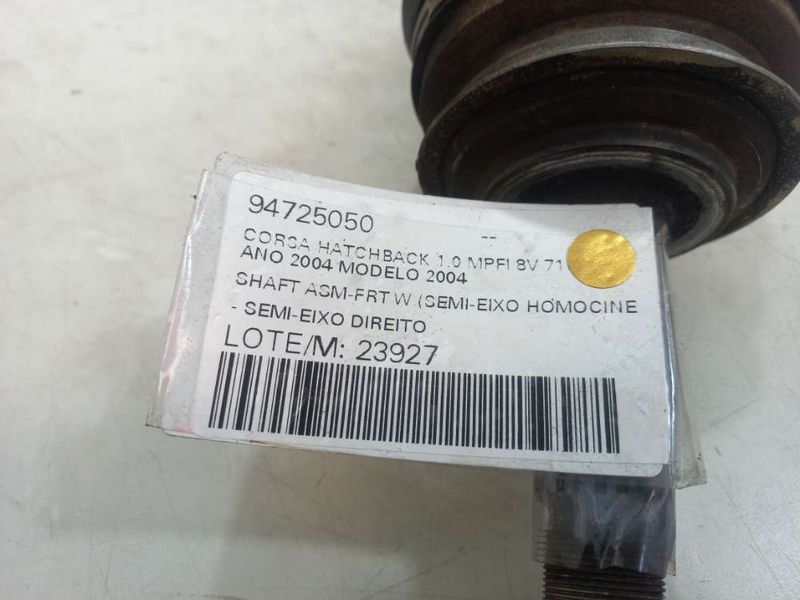 94725050
--
CORSA HATCHBACK 1.0 MPFI 8V 71
ANO 2004 MODELO 2004
SHAFT ASM-FRT W (SEMI-EIXO HOMOCINE
- SEMI-EIXO DIREITO
LOTE/M: 23927